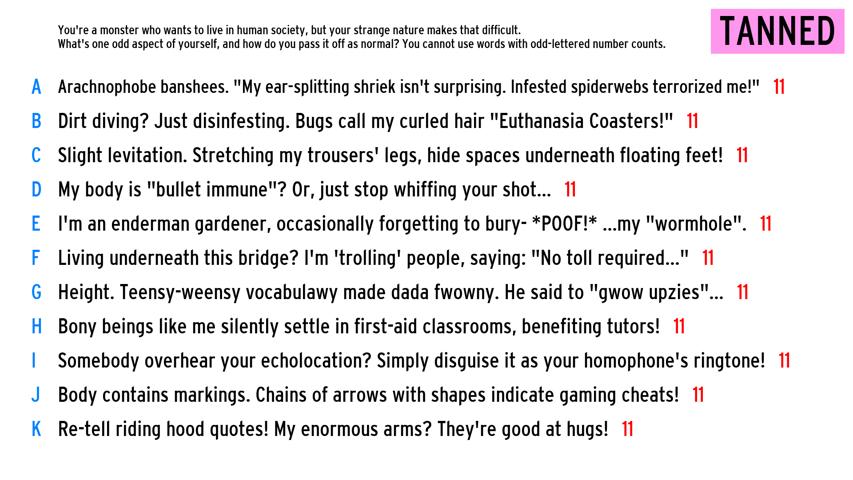 You're a monster who wants to live in human society, but your strange nature makes that difficult.
What's one odd aspect of yourself, and how do you pass it off as normal? You cannot use words with odd-lettered number counts.
TANNED
A Arachnophobe banshees. "My ear-splitting shriek isn't surprising. Infested spiderwebs terrorized me!" 11
B Dirt diving? Just disinfesting. Bugs call my curled hair "Euthanasia Coasters!" 11
C Slight levitation. Stretching my trousers' legs, hide spaces underneath floating feet! 11
D My body is "bullet immune"? Or, just stop whiffing your shot... 11
E I'm an enderman gardener, occasionally forgetting to bury- *POOF!* ...my "wormhole". 11
F Living underneath this bridge? I'm 'trolling' people, saying: "No toll required..." 11
G Height. Teensy-weensy vocabulawy made dada fwowny. He said to "gwow upzies"... 11
H Bony beings like me silently settle in first-aid classrooms, benefiting tutors! 11
I Somebody overhear your echolocation? Simply disguise it as your homophone's ringtone! 11
J Body contains markings. Chains of arrows with shapes indicate gaming cheats! 11
K Re-tell riding hood quotes! My enormous arms? They're good at hugs! 11